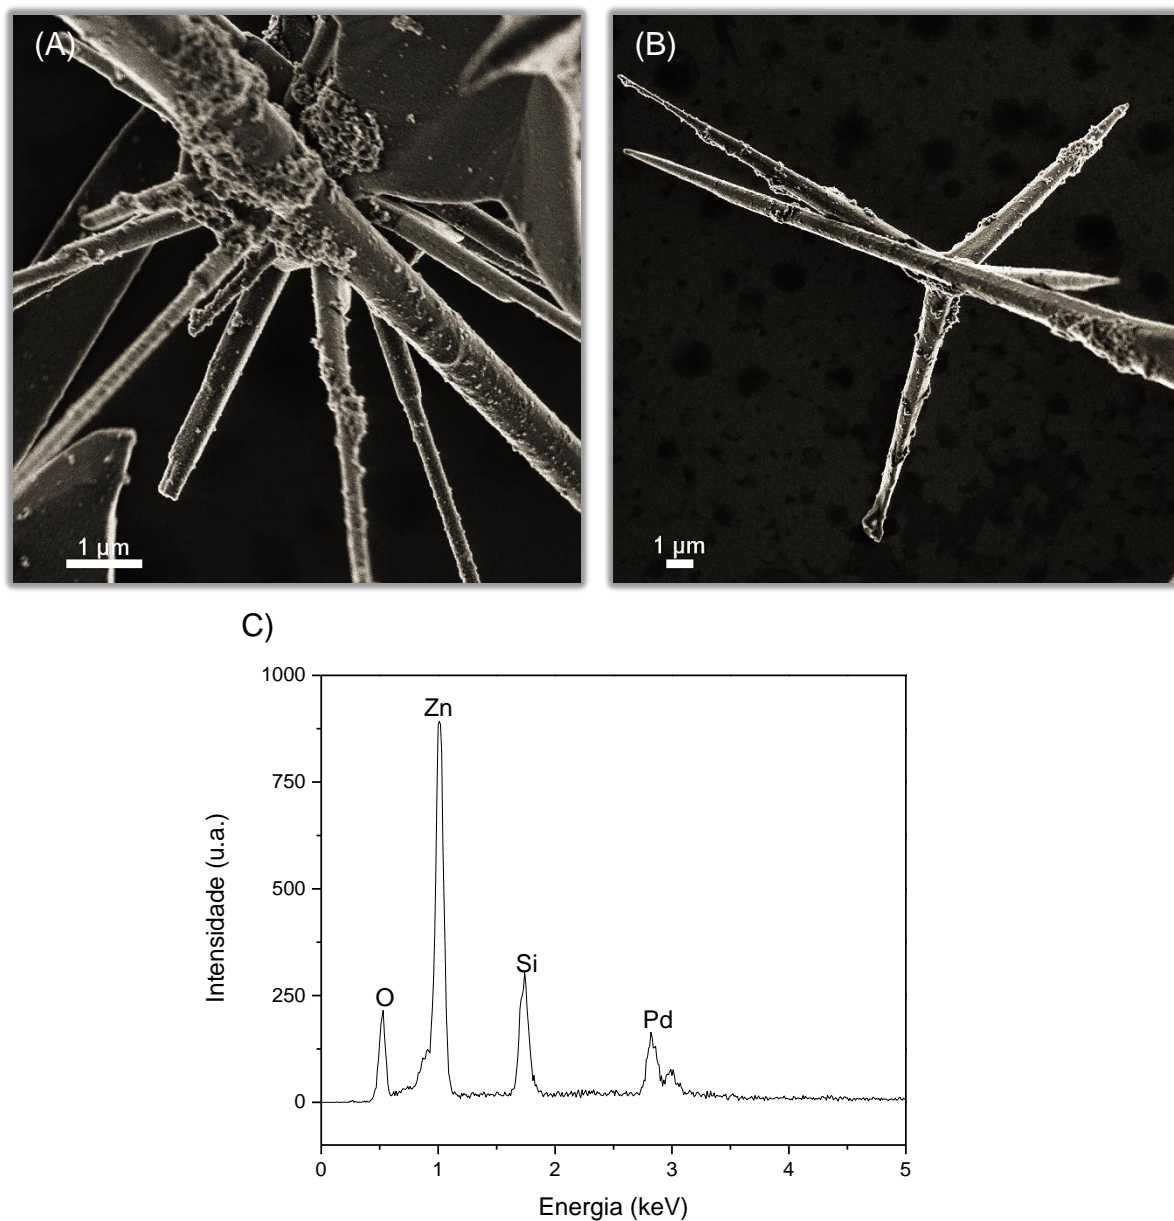 (A)
(B)
1 µm
1 µm
C)
1000
750
500
250
0
Zn
Si
O
Pd
0 1 2 3 4 5
Intensidade (u.a.)
Energia (keV)